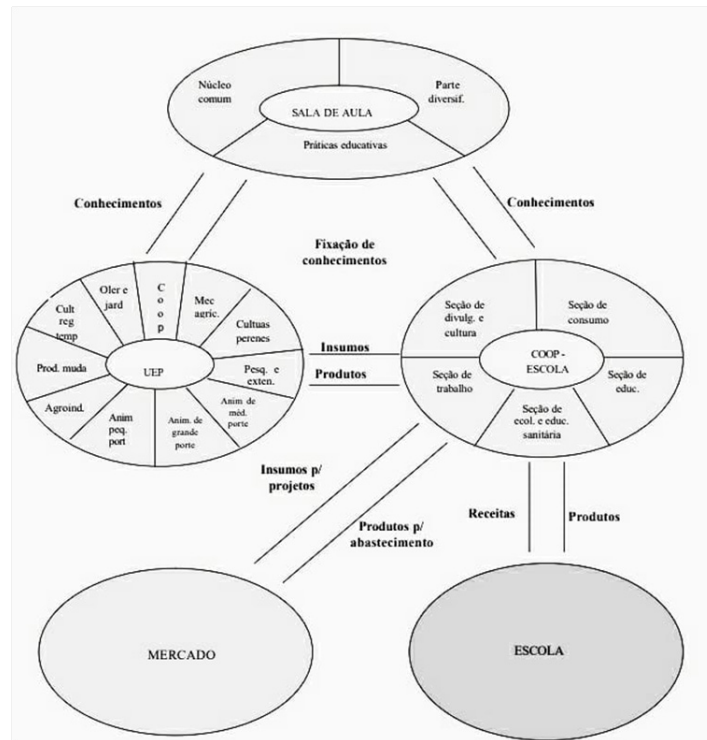 Núcleo
comum
Parte
diversif.
SALA DE AULA
Práticas educativas
Conhecimentos
Conhecimentos
Fixação de
conhecimentos
Cult
reg
temp
Oler e
jard
C
o
o
p
Mec
agríc.
Cultuas
perenes
Prod. muda
UEP
Pesq. e
exten.
Agroind.
Anim
peq.
port
Anim. de
grande
porte
Anim de
méd.
porte
Insumos
Produtos
Seção de
divulg. e
cultura
Seção de
consumo
COOP-
ESCOLA
Seção de
trabalho
Seção de
educ.
Seção de
ecol. e educ.
sanitária
Insumos p/
projetos
Produtos p/
abastecimento
Receitas
Produtos
MERCADO
ESCOLA